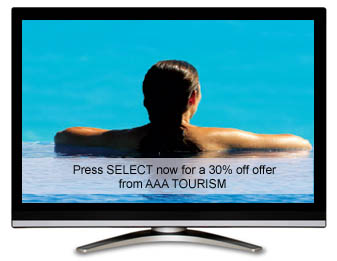 Press SELECT now for a 30% off offer
from AAA TOURISM